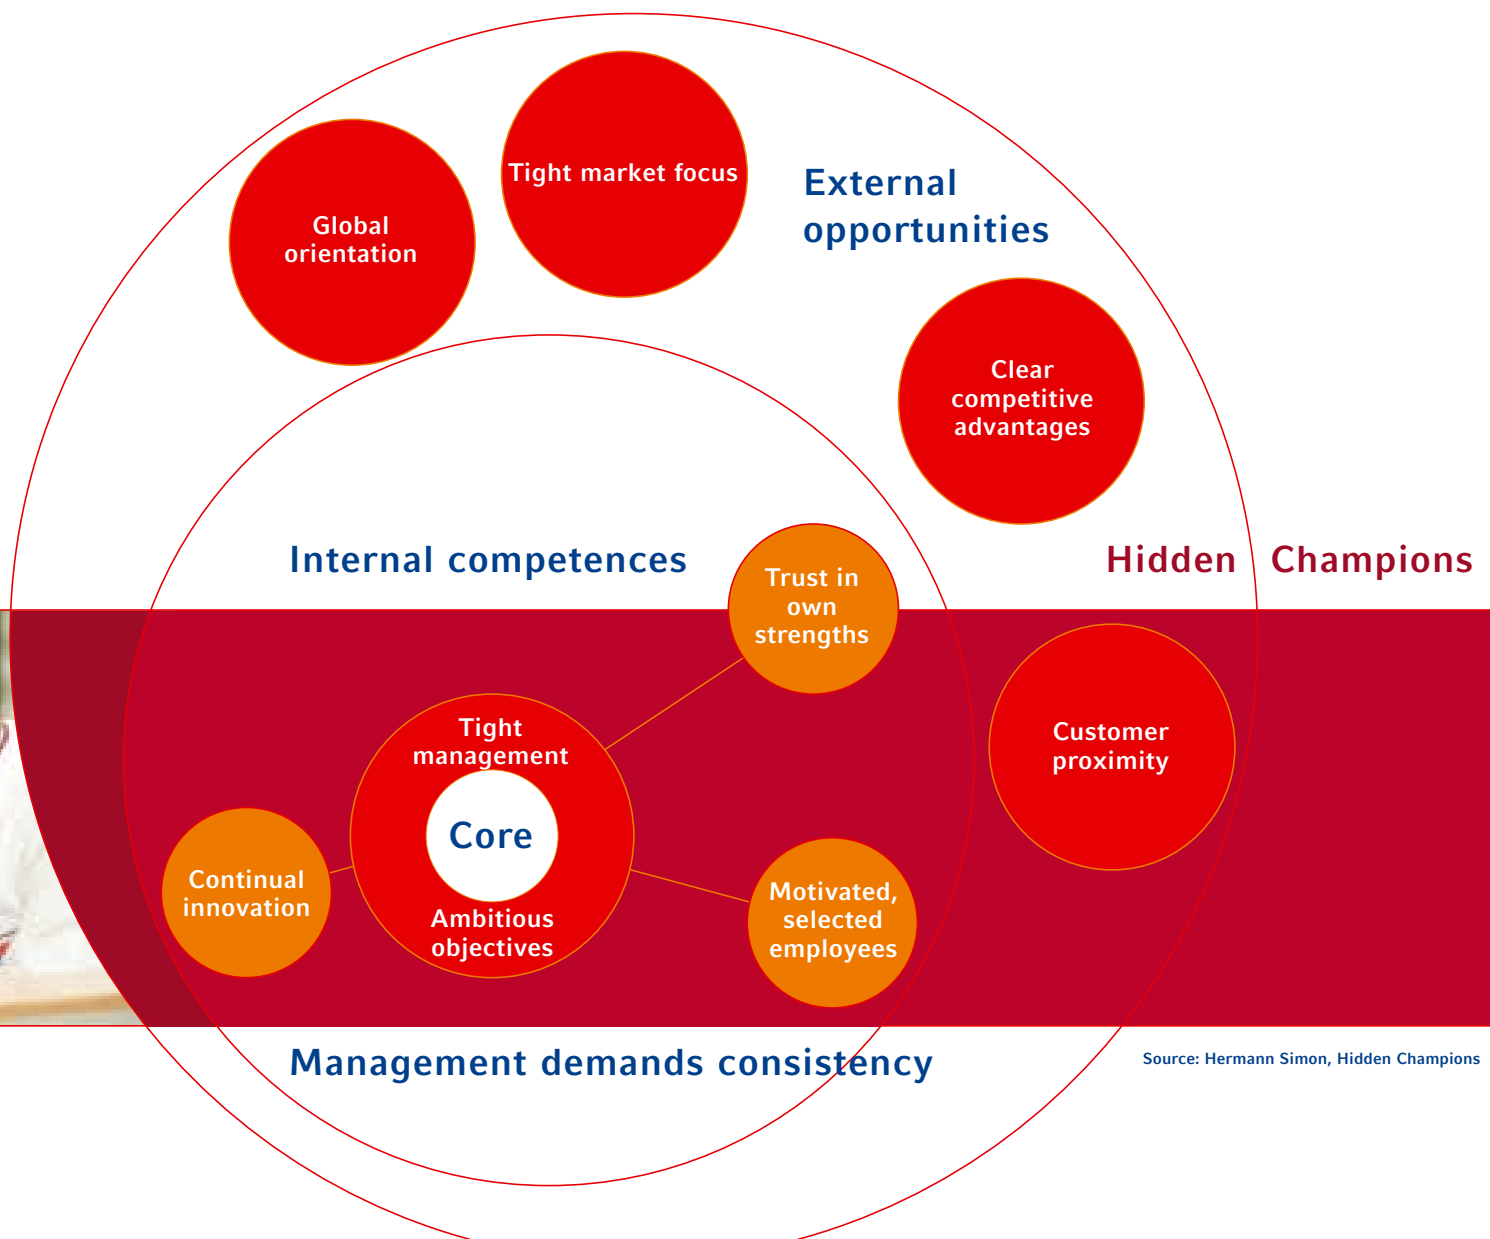 Tight market focus
External
opportunities
Global
orientation
Clear
competitive
advantages
Internal competences
Hidden Champions
Trust in
own
strengths
Tight
management
Customer
proximity
Core
Continual
innovation
Motivated,
selected
employees
Ambitious
objectives
Management demands consistency
Source: Hermann Simon, Hidden Champions